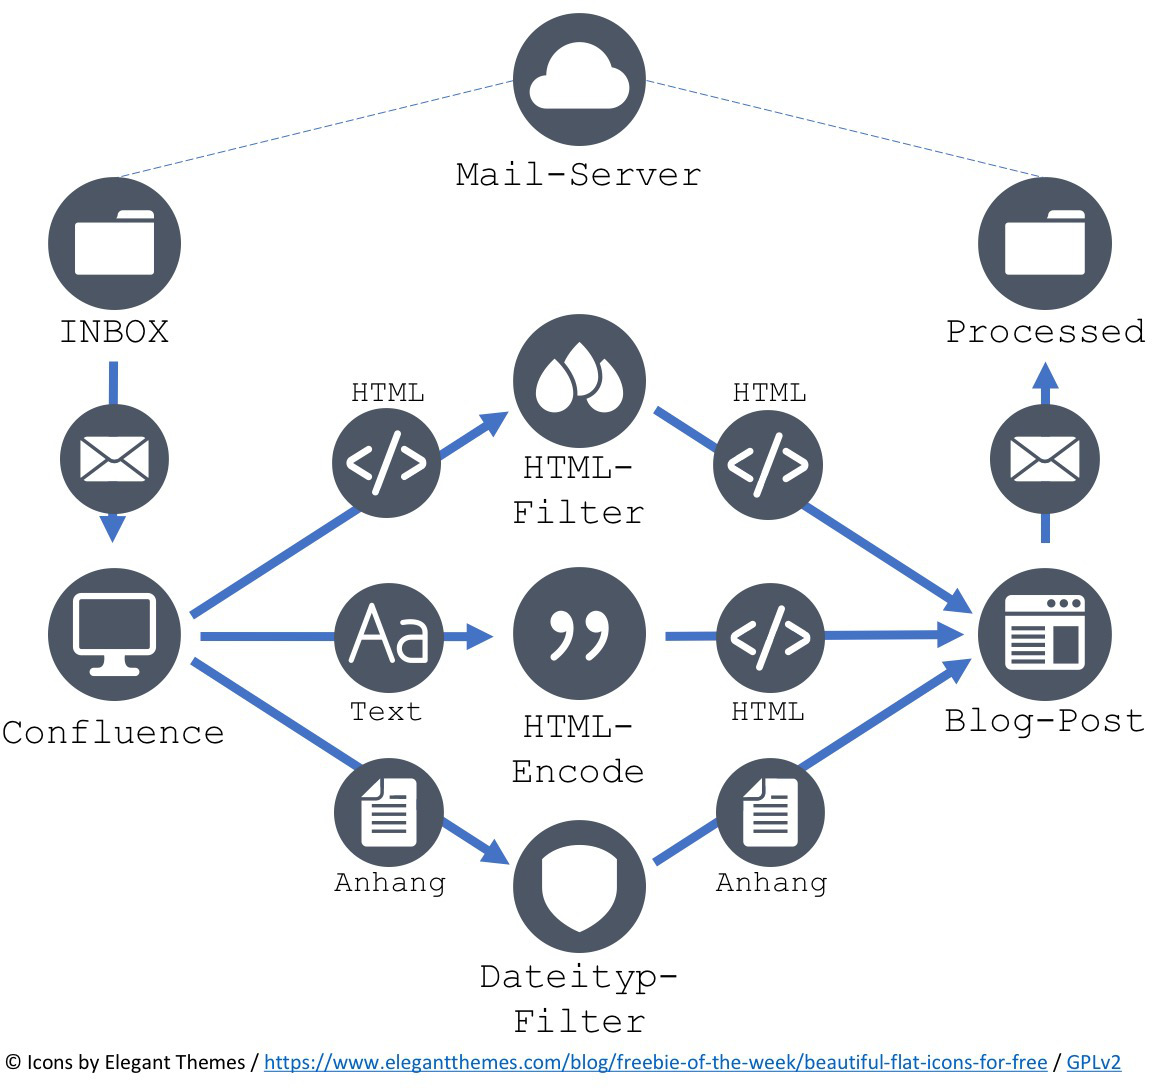 Mail-Server
INBOX
Processed
HTML
HTML
HTML-
Filter
Aa
Text
HTML
Confluence
HTML-
Encode
Blog-Post
Anhang
Anhang
Dateityp-
Filter
© Icons by Elegant Themes / https://www.elegantthemes.com/blog/freebie-of-the-week/beautiful-flat-icons-for-free / GPLv2